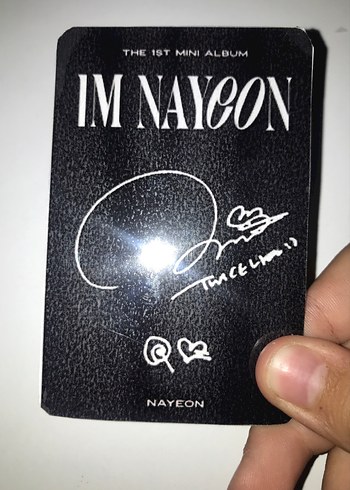 THE 1ST MINI ALBUM
IM NAYEON
NAYEON